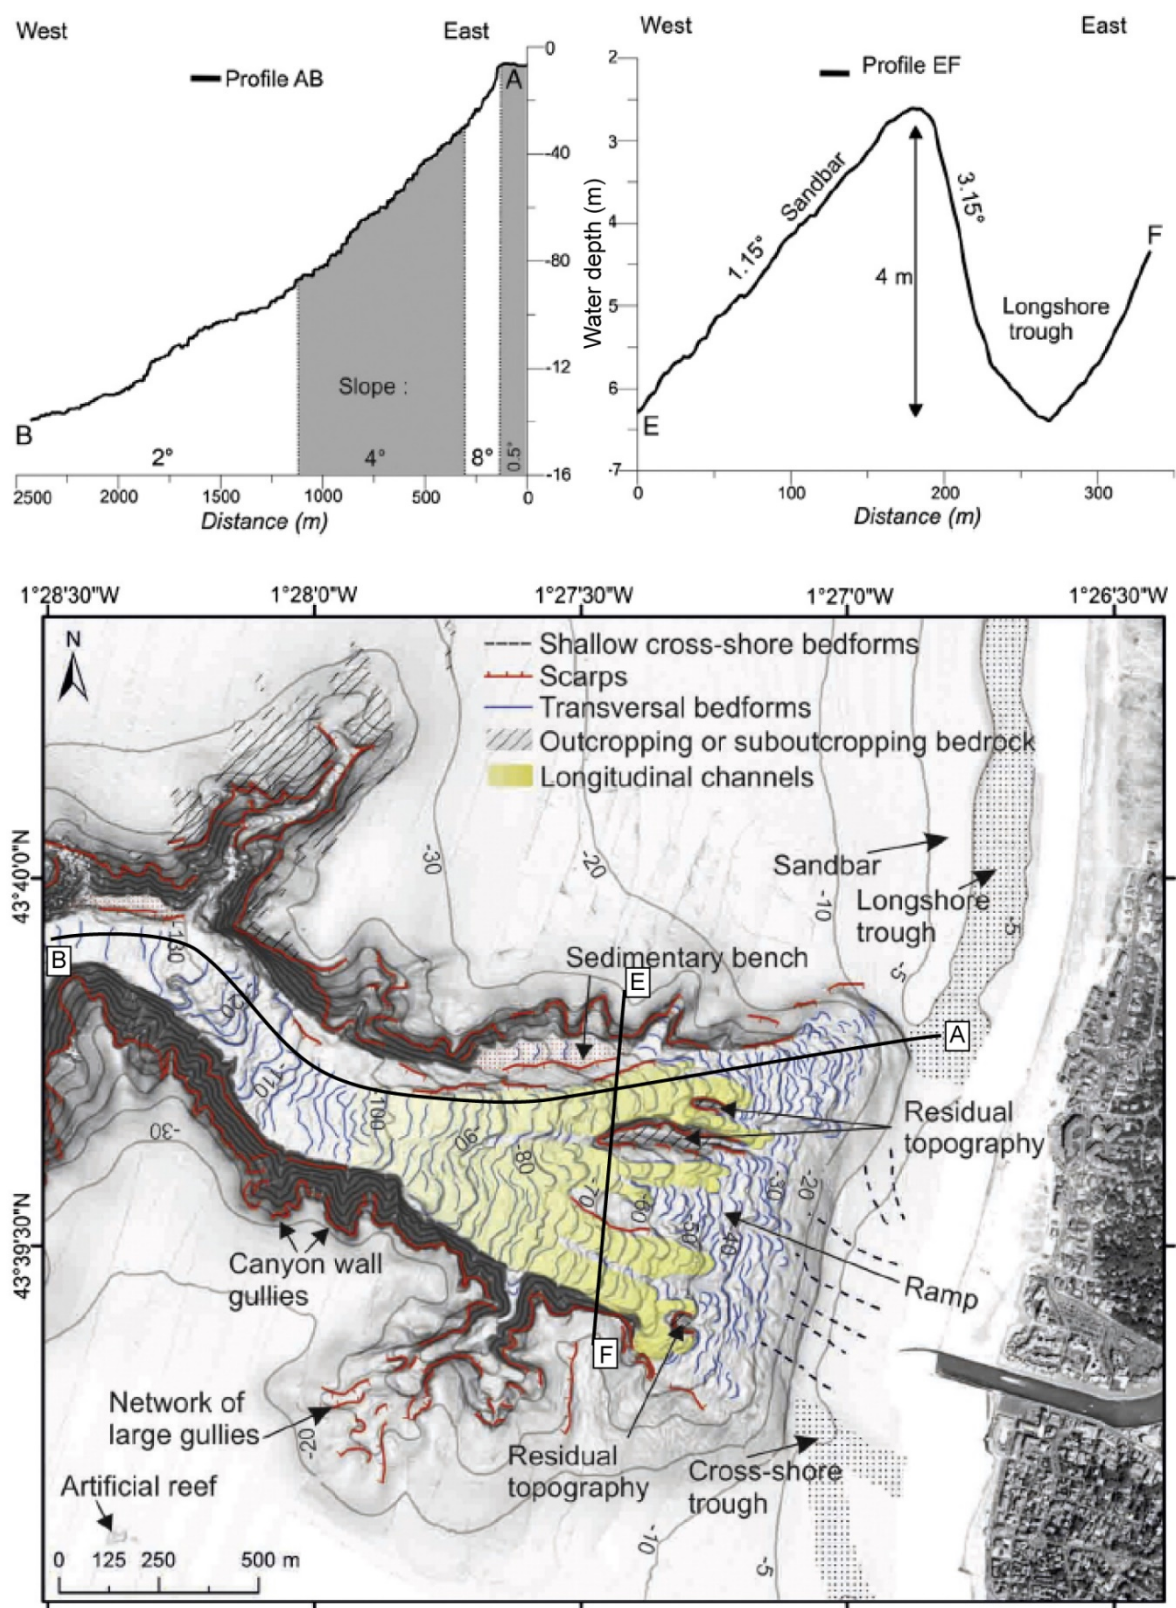 West
East
Profile AB
A
B
Slope :
2°
4°
8°
0.5°
0
-40
-80
-12
-16
2500
2000
1500
1000
500
0
Distance (m)
Water depth (m)
West
East
Profile EF
2
3
4
5
6
-7
Sandbar
1.15°
3.15°
4 m
Longshore
trough
E
F
0
100
200
300
Distance (m)
1°28'30"W
1°28'0"W
1°27'30"W
1°27'0"W
1°26'30"W
43°40'0"N
43°39'30"N
N
Shallow cross-shore bedforms
Scarps
Transversal bedforms
Outcropping or suboutcropping bedrock
Longitudinal channels
-30
-20
-10
-5
-5
Sandbar
Longshore
trough
Sedimentary bench
B
E
A
F
-130
-120
-110
-100
-90
-80
-70
-60
-50
-40
-30
-20
-30
Residual
topography
Ramp
Canyon wall
gullies
Network of
large gullies
-20
Residual
topography
Cross-shore
trough
-10
-5
Artificial reef
0 125 250 500 m